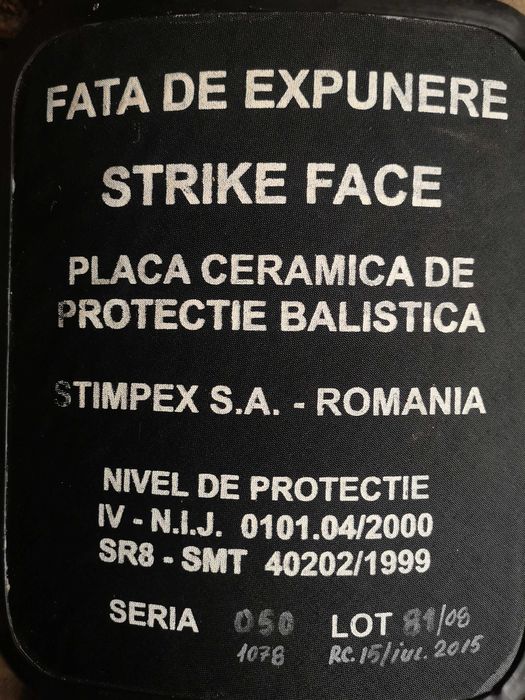 FATA DE EXPUNERE
STRIKE FACE
PLACA CERAMICA DE
PROTECTIE BALISTICA
STIMPEX S.A. - ROMANIA
NIVEL DE PROTECTIE
IV - N.I.J. 0101.04/2000
SR8 - SMT 40202/1999
SERIA 050 LOT 81/08
1078 RC. 15/iul. 2015